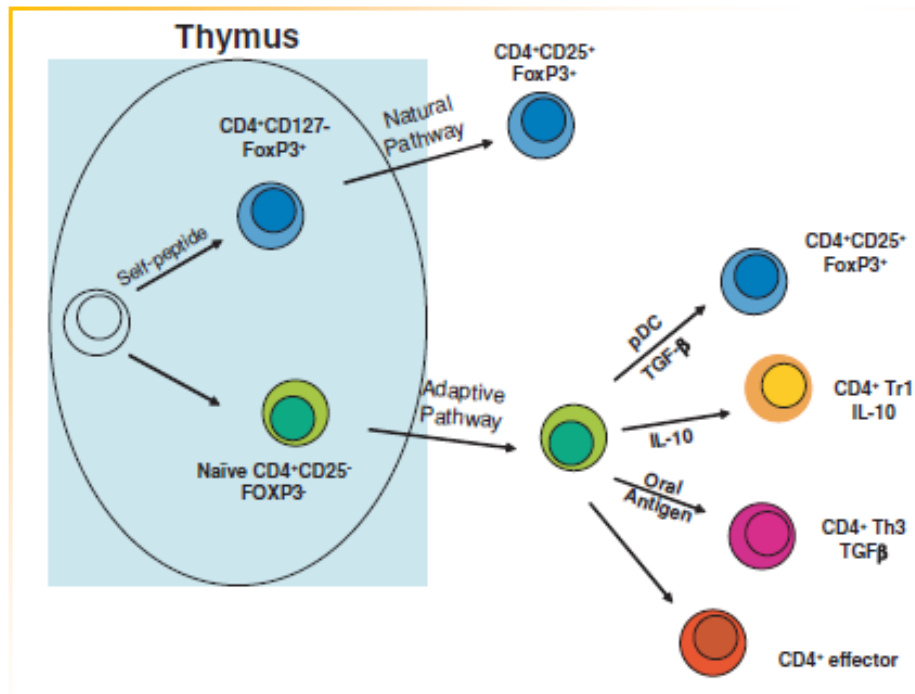 Thymus
CD4⁺CD25⁺
FoxP3⁺
CD4⁺CD127-
FoxP3⁺
Natural
Pathway
Self-peptide
CD4⁺CD25⁺
FoxP3⁺
pDC
TGF-β
Adaptive
Pathway
CD4⁺ Tr1
IL-10
IL-10
Naïve CD4⁺CD25⁻
FOXP3⁻
Oral
Antigen
CD4⁺ Th3
TGFβ
CD4⁺ effector